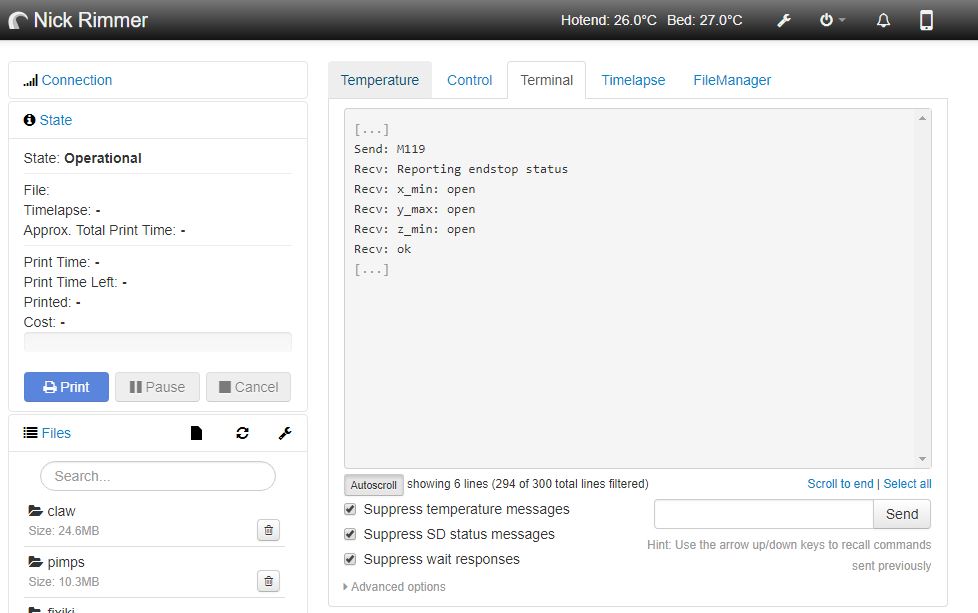 Nick Rimmer
Hotend: 26.0°C Bed: 27.0°C
Connection
State
State: Operational
File:
Timelapse: -
Approx. Total Print Time: -
Print Time: -
Print Time Left: -
Printed: -
Cost: -
Print Pause Cancel
Files
Search...
claw
Size: 24.6MB
pimps
Size: 10.3MB
fixiki
Temperature Control Terminal Timelapse FileManager
[...]
Send: M119
Recv: Reporting endstop status
Recv: x_min: open
Recv: y_max: open
Recv: z_min: open
Recv: ok
[...]
Autoscroll showing 6 lines (294 of 300 total lines filtered) Scroll to end | Select all
Suppress temperature messages
Suppress SD status messages
Suppress wait responses
Advanced options
Send
Hint: Use the arrow up/down keys to recall commands
sent previously